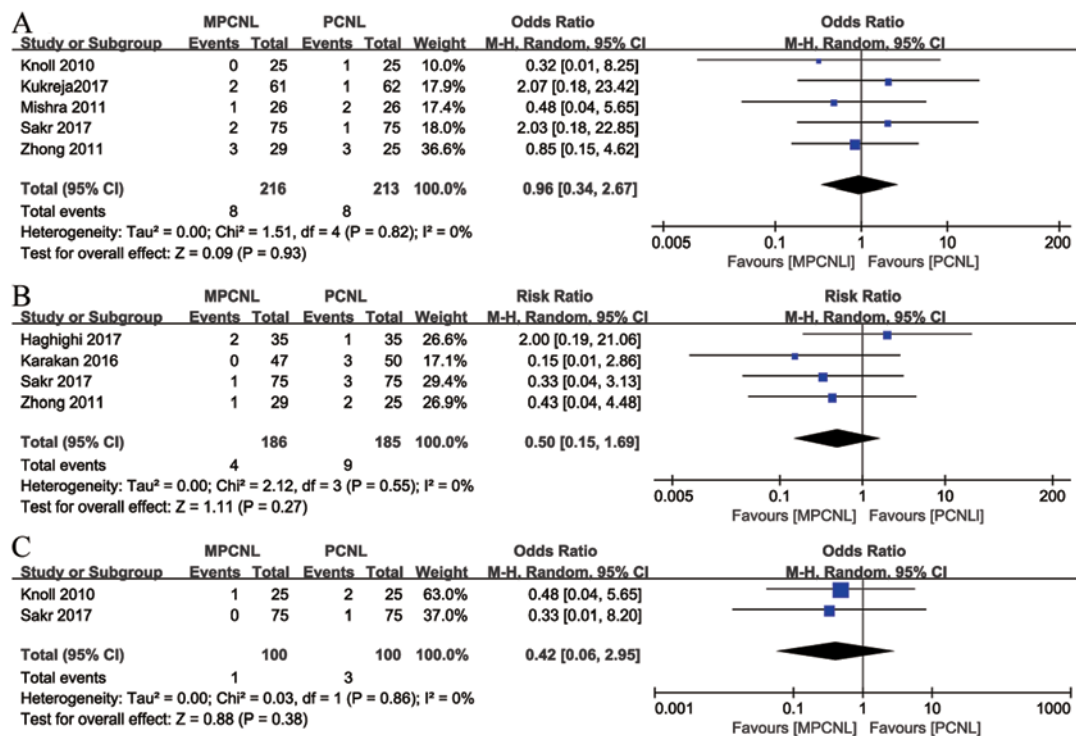 A
MPCNL PCNL Odds Ratio Odds Ratio
Study or Subgroup Events Total Events Total Weight M-H. Random. 95% CI M-H. Random. 95% CI
Knoll 2010 0 25 1 25 10.0% 0.32 [0.01, 8.25]
Kukreja2017 2 61 1 62 17.9% 2.07 [0.18, 23.42]
Mishra 2011 1 26 2 26 17.4% 0.48 [0.04, 5.65]
Sakr 2017 2 75 1 75 18.0% 2.03 [0.18, 22.85]
Zhong 2011 3 29 3 25 36.6% 0.85 [0.15, 4.62]
Total (95% CI) 216 213 100.0% 0.96 [0.34, 2.67]
Total events 8 8
Heterogeneity: Tau² = 0.00; Chi² = 1.51, df = 4 (P = 0.82); I² = 0%
Test for overall effect: Z = 0.09 (P = 0.93)
0.005 0.1 1 10 200
Favours [MPCNLI] Favours [PCNL]
B
MPCNL PCNL Risk Ratio Risk Ratio
Study or Subgroup Events Total Events Total Weight M-H. Random. 95% CI M-H. Random. 95% CI
Haghighi 2017 2 35 1 35 26.6% 2.00 [0.19, 21.06]
Karakan 2016 0 47 3 50 17.1% 0.15 [0.01, 2.86]
Sakr 2017 1 75 3 75 29.4% 0.33 [0.04, 3.13]
Zhong 2011 1 29 2 25 26.9% 0.43 [0.04, 4.48]
Total (95% CI) 186 185 100.0% 0.50 [0.15, 1.69]
Total events 4 9
Heterogeneity: Tau² = 0.00; Chi² = 2.12, df = 3 (P = 0.55); I² = 0%
Test for overall effect: Z = 1.11 (P = 0.27)
0.005 0.1 1 10 200
Favours [MPCNL] Favours [PCNLI]
C
MPCNL PCNL Odds Ratio Odds Ratio
Study or Subgroup Events Total Events Total Weight M-H. Random. 95% CI M-H. Random. 95% CI
Knoll 2010 1 25 2 25 63.0% 0.48 [0.04, 5.65]
Sakr 2017 0 75 1 75 37.0% 0.33 [0.01, 8.20]
Total (95% CI) 100 100 100.0% 0.42 [0.06, 2.95]
Total events 1 3
Heterogeneity: Tau² = 0.00; Chi² = 0.03, df = 1 (P = 0.86); I² = 0%
Test for overall effect: Z = 0.88 (P = 0.38)
0.001 0.1 1 10 1000
Favours [MPCNL] Favours [PCNL]